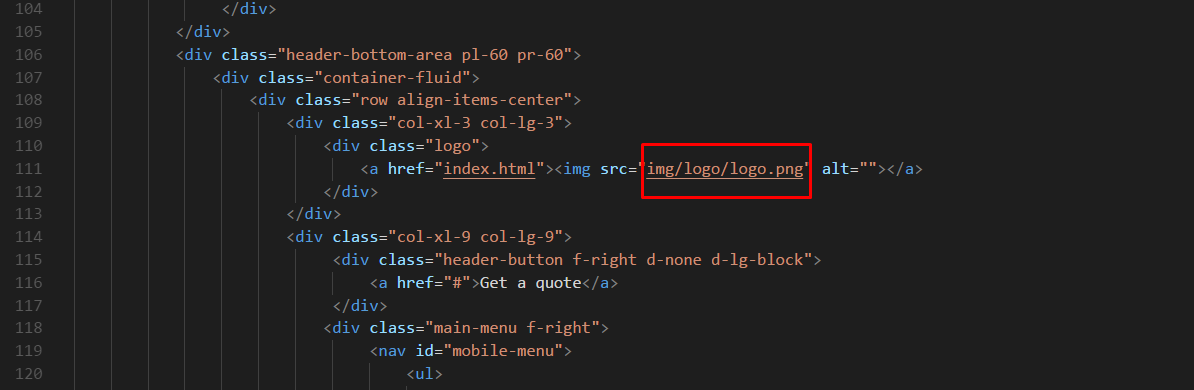 104 </div>
105 </div>
106 <div class="header-bottom-area pl-60 pr-60">
107 <div class="container-fluid">
108 <div class="row align-items-center">
109 <div class="col-xl-3 col-lg-3">
110 <div class="logo">
111 <a href="index.html"><img src="img/logo/logo.png" alt=""></a>
112 </div>
113 </div>
114 <div class="col-xl-9 col-lg-9">
115 <div class="header-button f-right d-none d-lg-block">
116 <a href="#">Get a quote</a>
117 </div>
118 <div class="main-menu f-right">
119 <nav id="mobile-menu">
120 <ul>